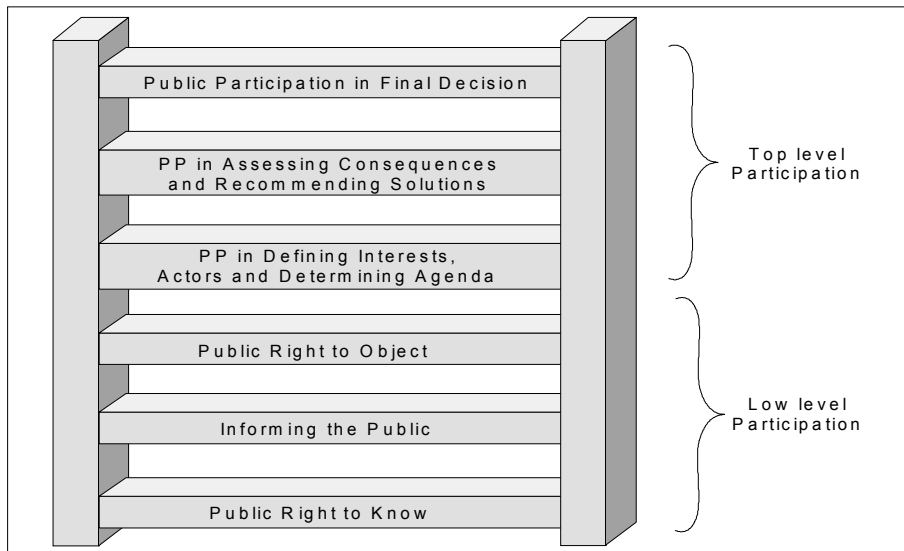 Public Participation in Final Decision
PP in Assessing Consequences
and Recommending Solutions
Top level
Participation
PP in Defining Interests,
Actors and Determining Agenda
Public Right to Object
Informing the Public
Low level
Participation
Public Right to Know